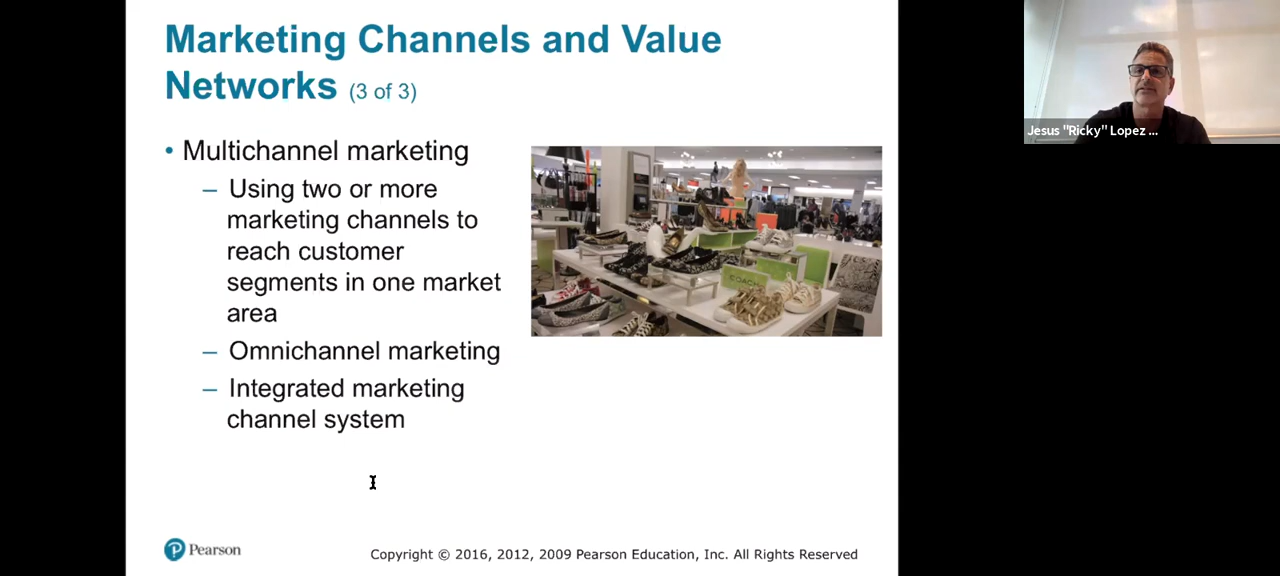 Marketing Channels and Value
Networks (3 of 3)
• Multichannel marketing
– Using two or more
marketing channels to
reach customer
segments in one market
area
– Omnichannel marketing
– Integrated marketing
channel system
COACH
Pearson
Copyright © 2016, 2012, 2009 Pearson Education, Inc. All Rights Reserved
Jesus "Ricky" Lopez ...